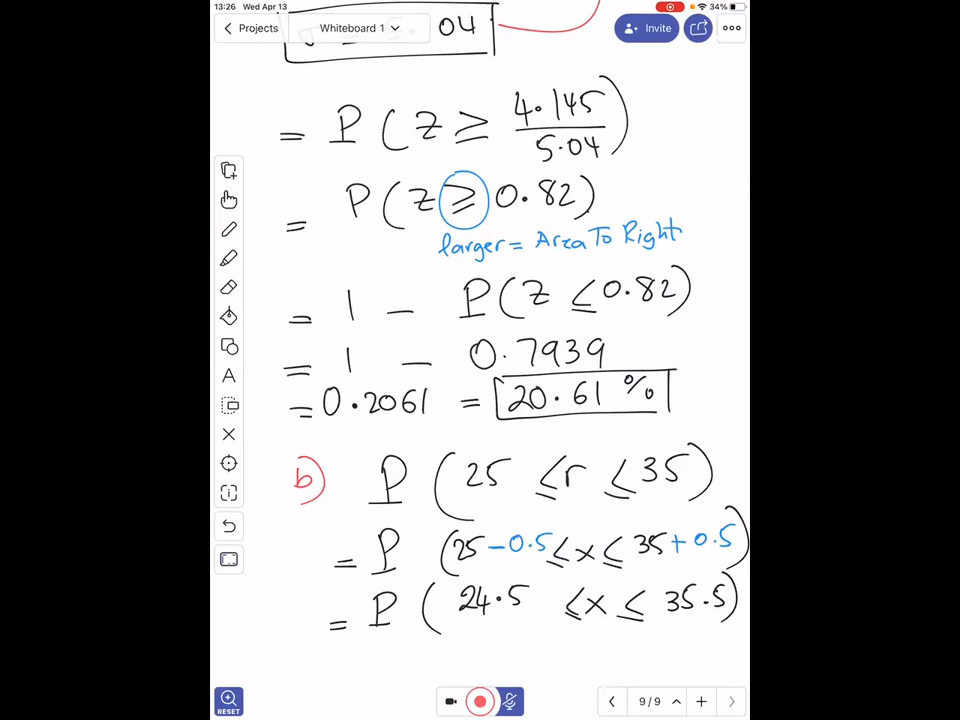 13:26 Wed Apr 13
34%
Projects
Whiteboard 1
Invite
04
= P(Z ≥ 4.145/5.04)
= P(Z ≥ 0.82)
larger = Area To Right
= 1 - P(Z ≤ 0.82)
= 1 - 0.7939
= 0.2061 = 20.61 %
b) P(25 ≤ r ≤ 35)
= P(25 - 0.5 ≤ x ≤ 35 + 0.5)
= P(24.5 ≤ x ≤ 35.5)
A
RESET
9/9